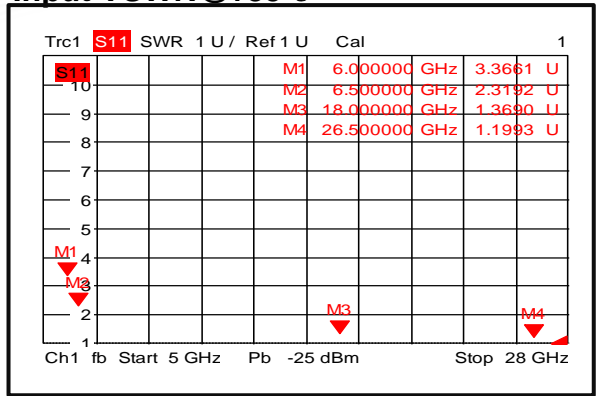 Trc1 S11 SWR 1 U / Ref 1 U Cal 1
S11
M1 6.000000 GHz 3.3661 U
M2 6.500000 GHz 2.3192 U
M3 18.000000 GHz 1.3690 U
M4 26.500000 GHz 1.1993 U
10
9
8
7
6
5
M1 4
M2 3
2 M3 M4
1
Ch1 fb Start 5 GHz Pb -25 dBm Stop 28 GHz